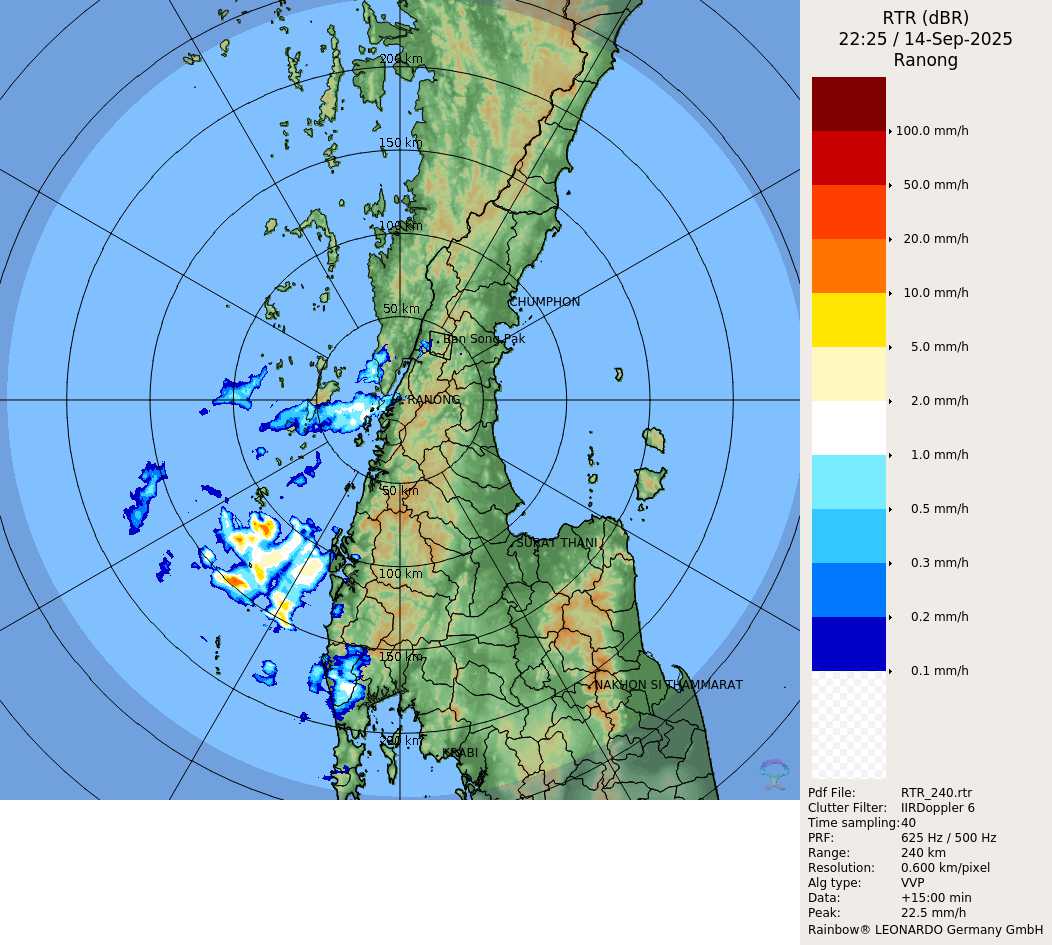 RTR (dBR)
22:25 / 14-Sep-2025
Ranong
200 km
150 km
100 km
50 km
CHUMPHON
Ban Song Pak
RANONG
50 km
SURAT THANI
100 km
150 km
NAKHON SI THAMMARAT
200 km
KRABI
100.0 mm/h
50.0 mm/h
20.0 mm/h
10.0 mm/h
5.0 mm/h
2.0 mm/h
1.0 mm/h
0.5 mm/h
0.3 mm/h
0.2 mm/h
0.1 mm/h
Pdf File: RTR_240.rtr
Clutter Filter: IIRDoppler 6
Time sampling: 40
PRF: 625 Hz / 500 Hz
Range: 240 km
Resolution: 0.600 km/pixel
Alg type: VVP
Data: +15:00 min
Peak: 22.5 mm/h
Rainbow® LEONARDO Germany GmbH